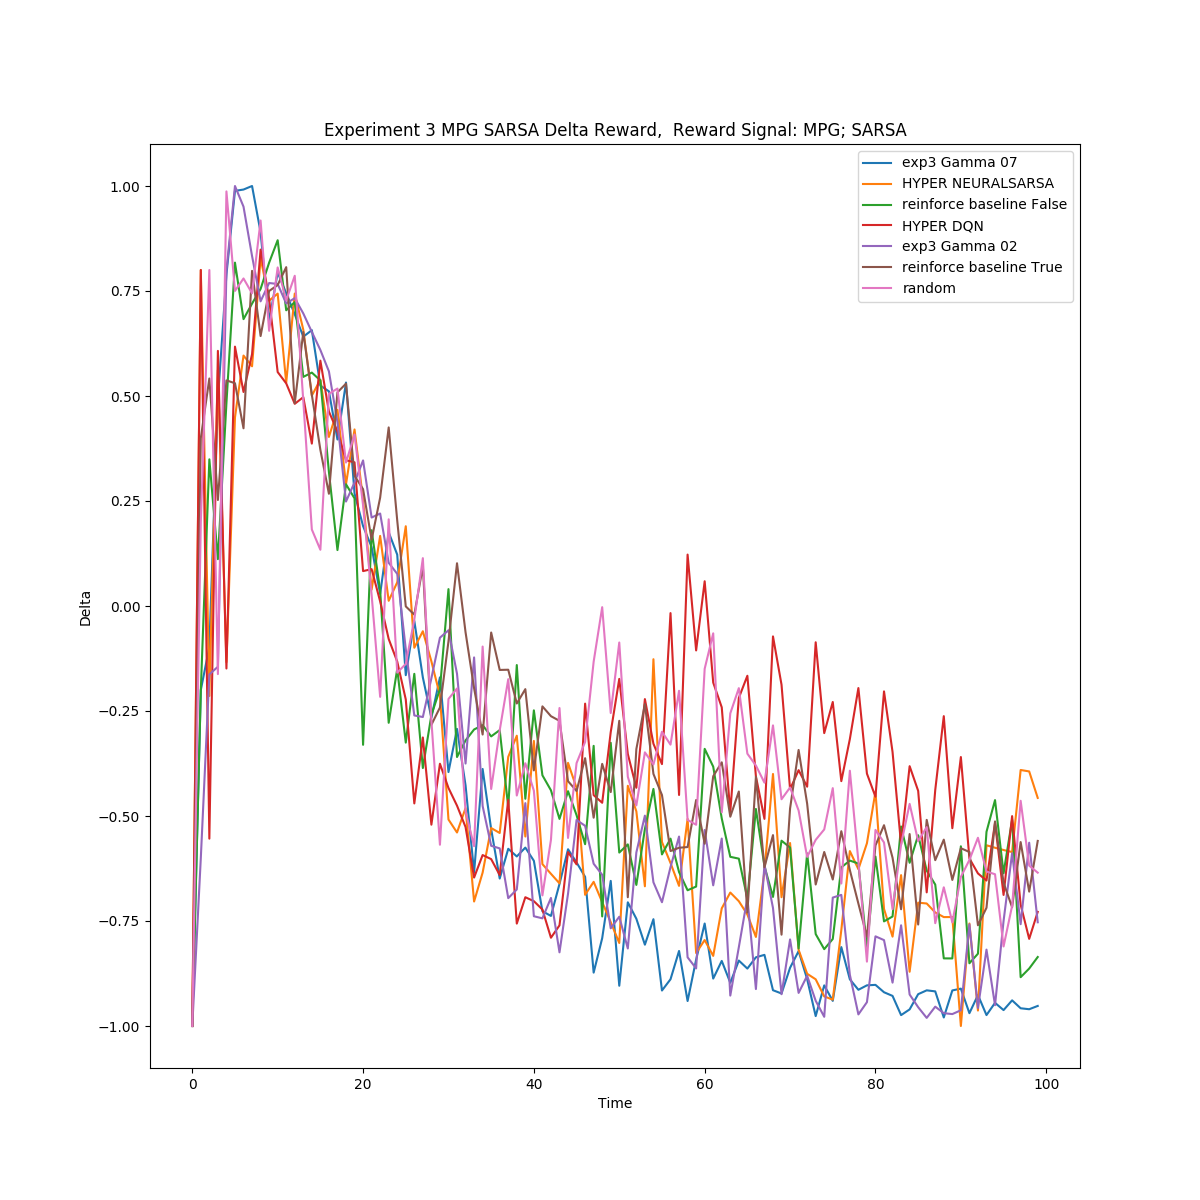 Experiment 3 MPG SARSA Delta Reward,  Reward Signal: MPG; SARSA
exp3 Gamma 07
HYPER NEURALSARSA
reinforce baseline False
HYPER DQN
exp3 Gamma 02
reinforce baseline True
random
1.00
0.75
0.50
0.25
0.00
−0.25
−0.50
−0.75
−1.00
Delta
0 20 40 60 80 100
Time